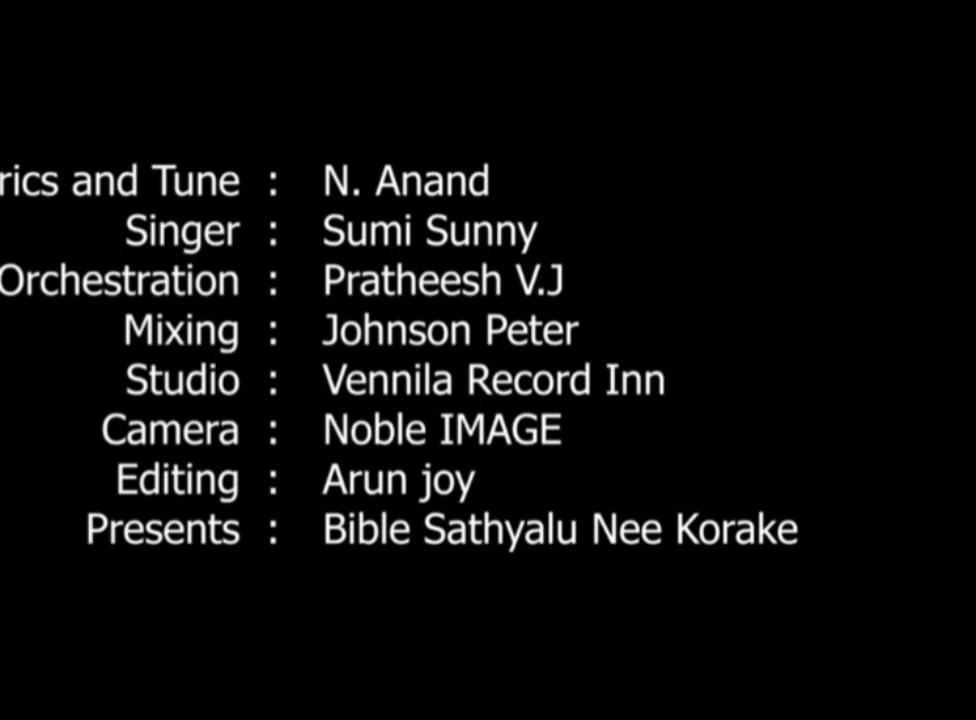 rics and Tune : N. Anand
Singer : Sumi Sunny
Orchestration : Pratheesh V.J
Mixing : Johnson Peter
Studio : Vennila Record Inn
Camera : Noble IMAGE
Editing : Arun joy
Presents : Bible Sathyalu Nee Korake